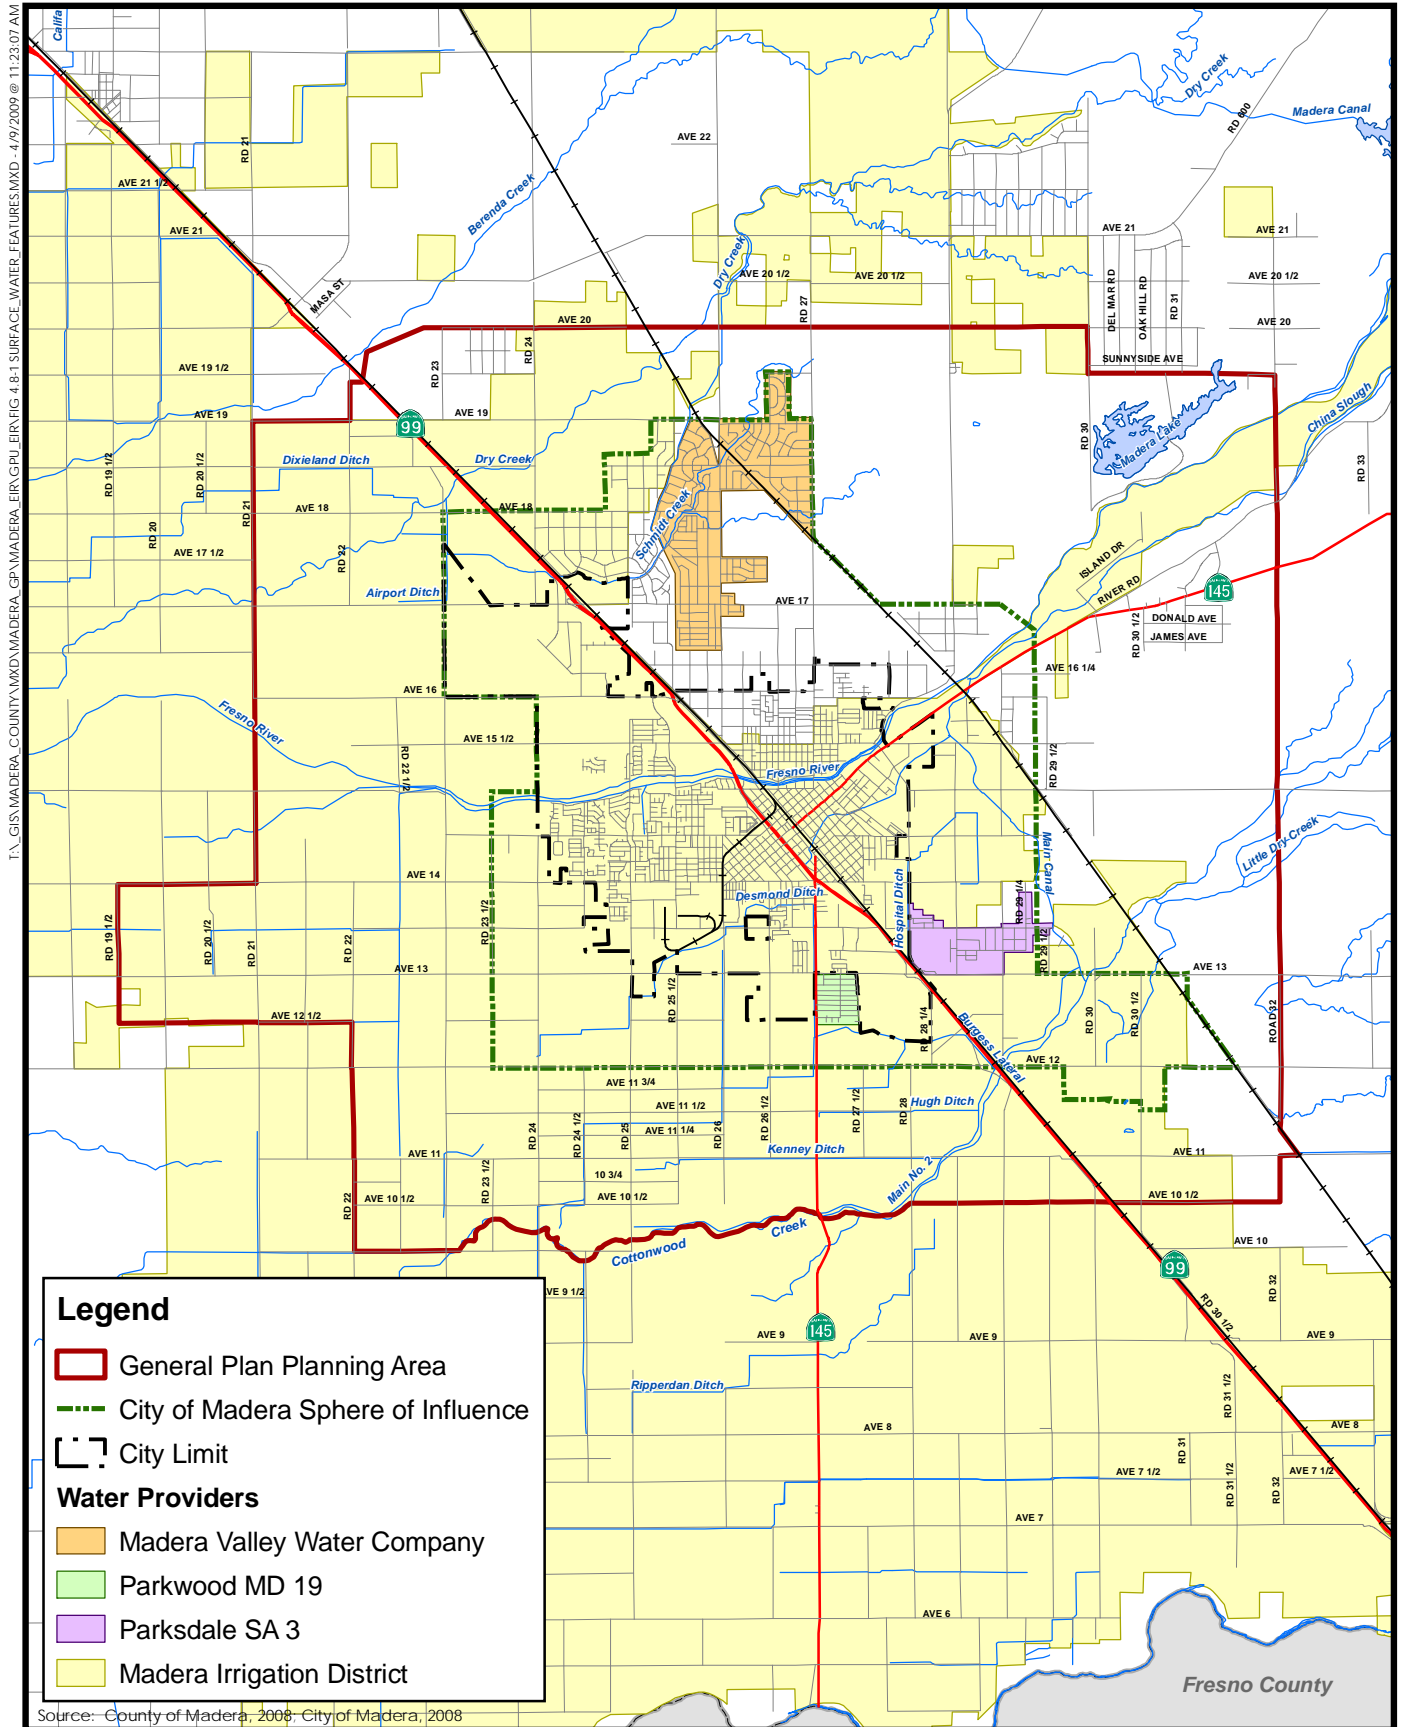 T:\_GIS\MADERA_COUNTY\MXD\MADERA_GP\MADERA_EIR\GPU_EIR\FIG 4.8-1 SURFACE_WATER_FEATURES.MXD - 4/9/2009 @ 11:23:07 AM
Califa
Dry Creek
Madera Canal
RD 600
AVE 22
RD 21
AVE 21 1/2
Berenda Creek
AVE 21
AVE 21
AVE 21
Dry Creek
AVE 20 1/2
AVE 20 1/2
AVE 20 1/2
MASA ST
RD 27
DEL MAR RD
OAK HILL RD
RD 31
AVE 20
AVE 20
RD 24
SUNNYSIDE AVE
AVE 19 1/2
RD 23
AVE 19
AVE 19
99
China Slough
RD 30
Madera Lake
RD 33
Dixieland Ditch
Dry Creek
RD 19 1/2
RD 20 1/2
RD 21
AVE 18
AVE 18
RD 20
Schmidt Creek
AVE 17 1/2
RD 22
ISLAND DR
RIVER RD
145
Airport Ditch
AVE 17
DONALD AVE
RD 30 1/2
JAMES AVE
AVE 16 1/4
AVE 16
Fresno River
AVE 15 1/2
RD 22 1/2
RD 29 1/2
Fresno River
Main Canal
Little Dry Creek
AVE 14
Desmond Ditch
Hospital Ditch
RD 29 1/4
RD 23 1/2
RD 19 1/2
RD 20 1/2
RD 21
RD 22
RD 29 1/2
AVE 13
AVE 13
RD 25 1/2
AVE 12 1/2
RD 28 1/4
RD 30
RD 30 1/2
ROAD 32
Burgess Lateral
AVE 12
AVE 11 3/4
AVE 11 1/2
RD 26 1/2
RD 27 1/2
RD 28
Hugh Ditch
RD 24
RD 24 1/2
RD 25
AVE 11 1/4
RD 26
AVE 11
Kenney Ditch
AVE 11
10 3/4
RD 23 1/2
Main No. 2
RD 22
AVE 10 1/2
AVE 10 1/2
AVE 10 1/2
Cottonwood
Creek
AVE 10
99
RD 32
VE 9 1/2
RD 30 1/2
145
AVE 9
AVE 9
AVE 9
Ripperdan Ditch
RD 31 1/2
AVE 8
AVE 8
RD 31
AVE 7 1/2
AVE 7 1/2
RD 31 1/2
RD 32
AVE 7
AVE 6
Fresno County
Legend
General Plan Planning Area
City of Madera Sphere of Influence
City Limit
Water Providers
Madera Valley Water Company
Parkwood MD 19
Parksdale SA 3
Madera Irrigation District
Source: County of Madera, 2008; City of Madera, 2008